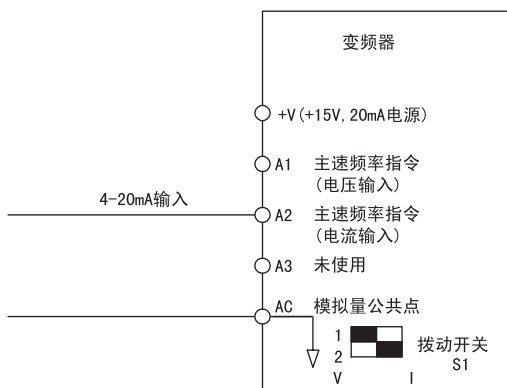 变频器
+V(+15V, 20mA电源)
A1 主速频率指令
(电压输入)
4-20mA输入
A2 主速频率指令
(电流输入)
A3 未使用
AC 模拟量公共点
1
2
拨动开关
S1
V I